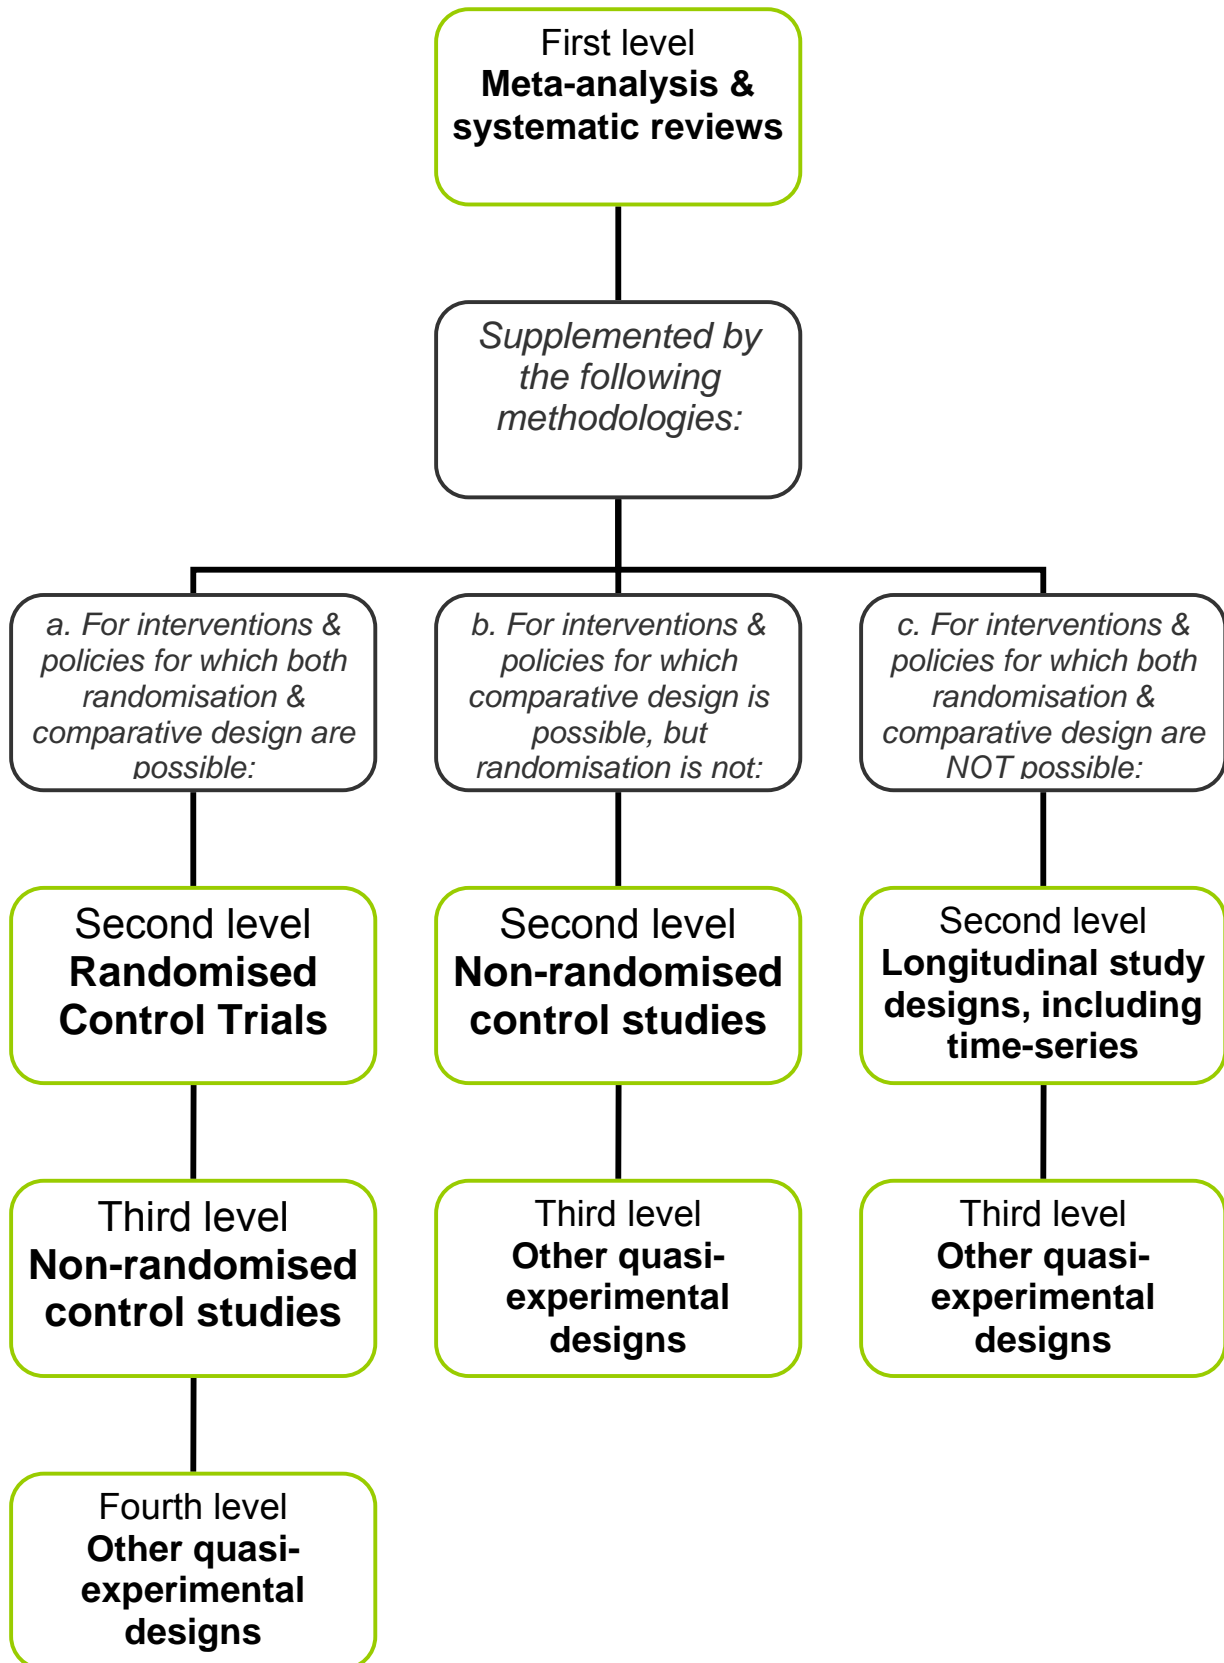 First level
Meta-analysis &
systematic reviews
Supplemented by
the following
methodologies:
a. For interventions &
policies for which both
randomisation &
comparative design are
possible:
b. For interventions &
policies for which
comparative design is
possible, but
randomisation is not:
c. For interventions &
policies for which both
randomisation &
comparative design are
NOT possible:
Second level
Randomised
Control Trials
Second level
Non-randomised
control studies
Second level
Longitudinal study
designs, including
time-series
Third level
Non-randomised
control studies
Third level
Other quasi-
experimental
designs
Third level
Other quasi-
experimental
designs
Fourth level
Other quasi-
experimental
designs